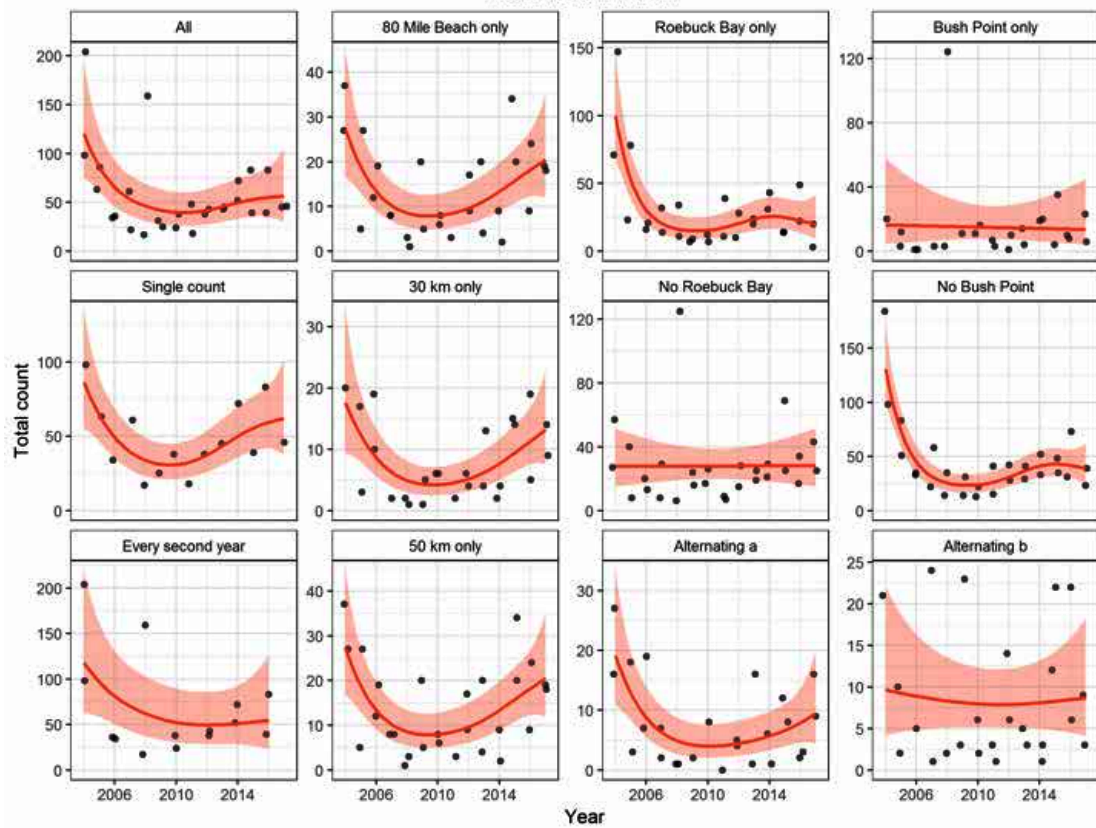 All
80 Mile Beach only
Roebuck Bay only
Bush Point only
200
150
100
50
0
40
30
20
10
0
150
100
50
0
120
80
40
0
Single count
30 km only
No Roebuck Bay
No Bush Point
100
50
0
30
20
10
0
120
80
40
0
150
100
50
0
Every second year
50 km only
Alternating a
Alternating b
200
150
100
50
0
40
30
20
10
0
30
20
10
0
25
20
15
10
5
0
2006 2010 2014
2006 2010 2014
2006 2010 2014
2006 2010 2014
Total count
Year